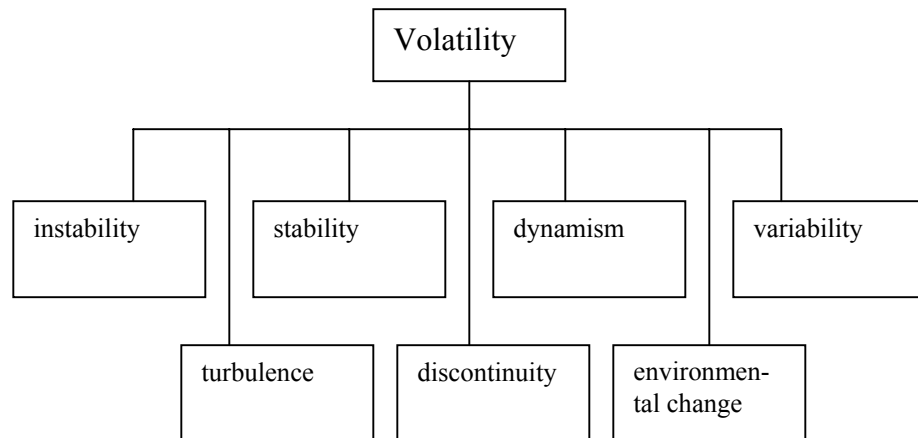 Volatility
instability
stability
dynamism
variability
turbulence
discontinuity
environmen-
tal change